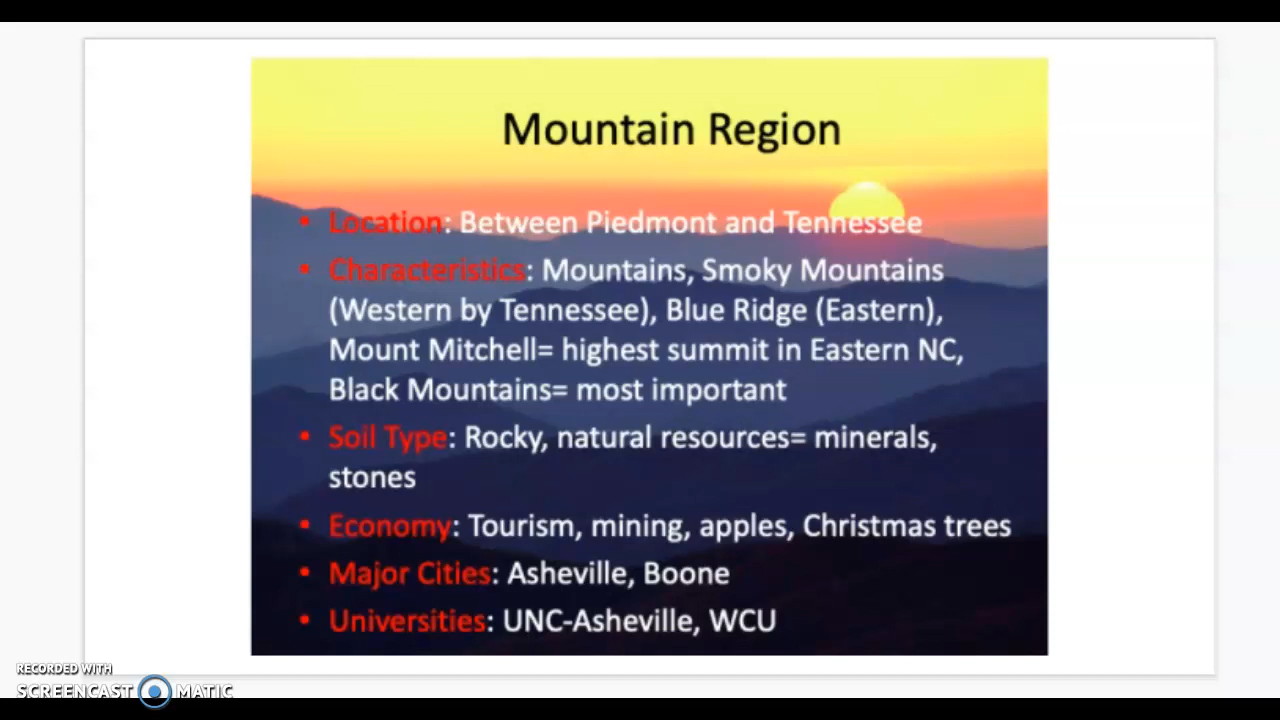 Mountain Region
• Location: Between Piedmont and Tennessee
• Characteristics: Mountains, Smoky Mountains
(Western by Tennessee), Blue Ridge (Eastern),
Mount Mitchell= highest summit in Eastern NC,
Black Mountains= most important
• Soil Type: Rocky, natural resources= minerals,
stones
• Economy: Tourism, mining, apples, Christmas trees
• Major Cities: Asheville, Boone
• Universities: UNC-Asheville, WCU
RECORDED WITH
SCREENCAST MATIC